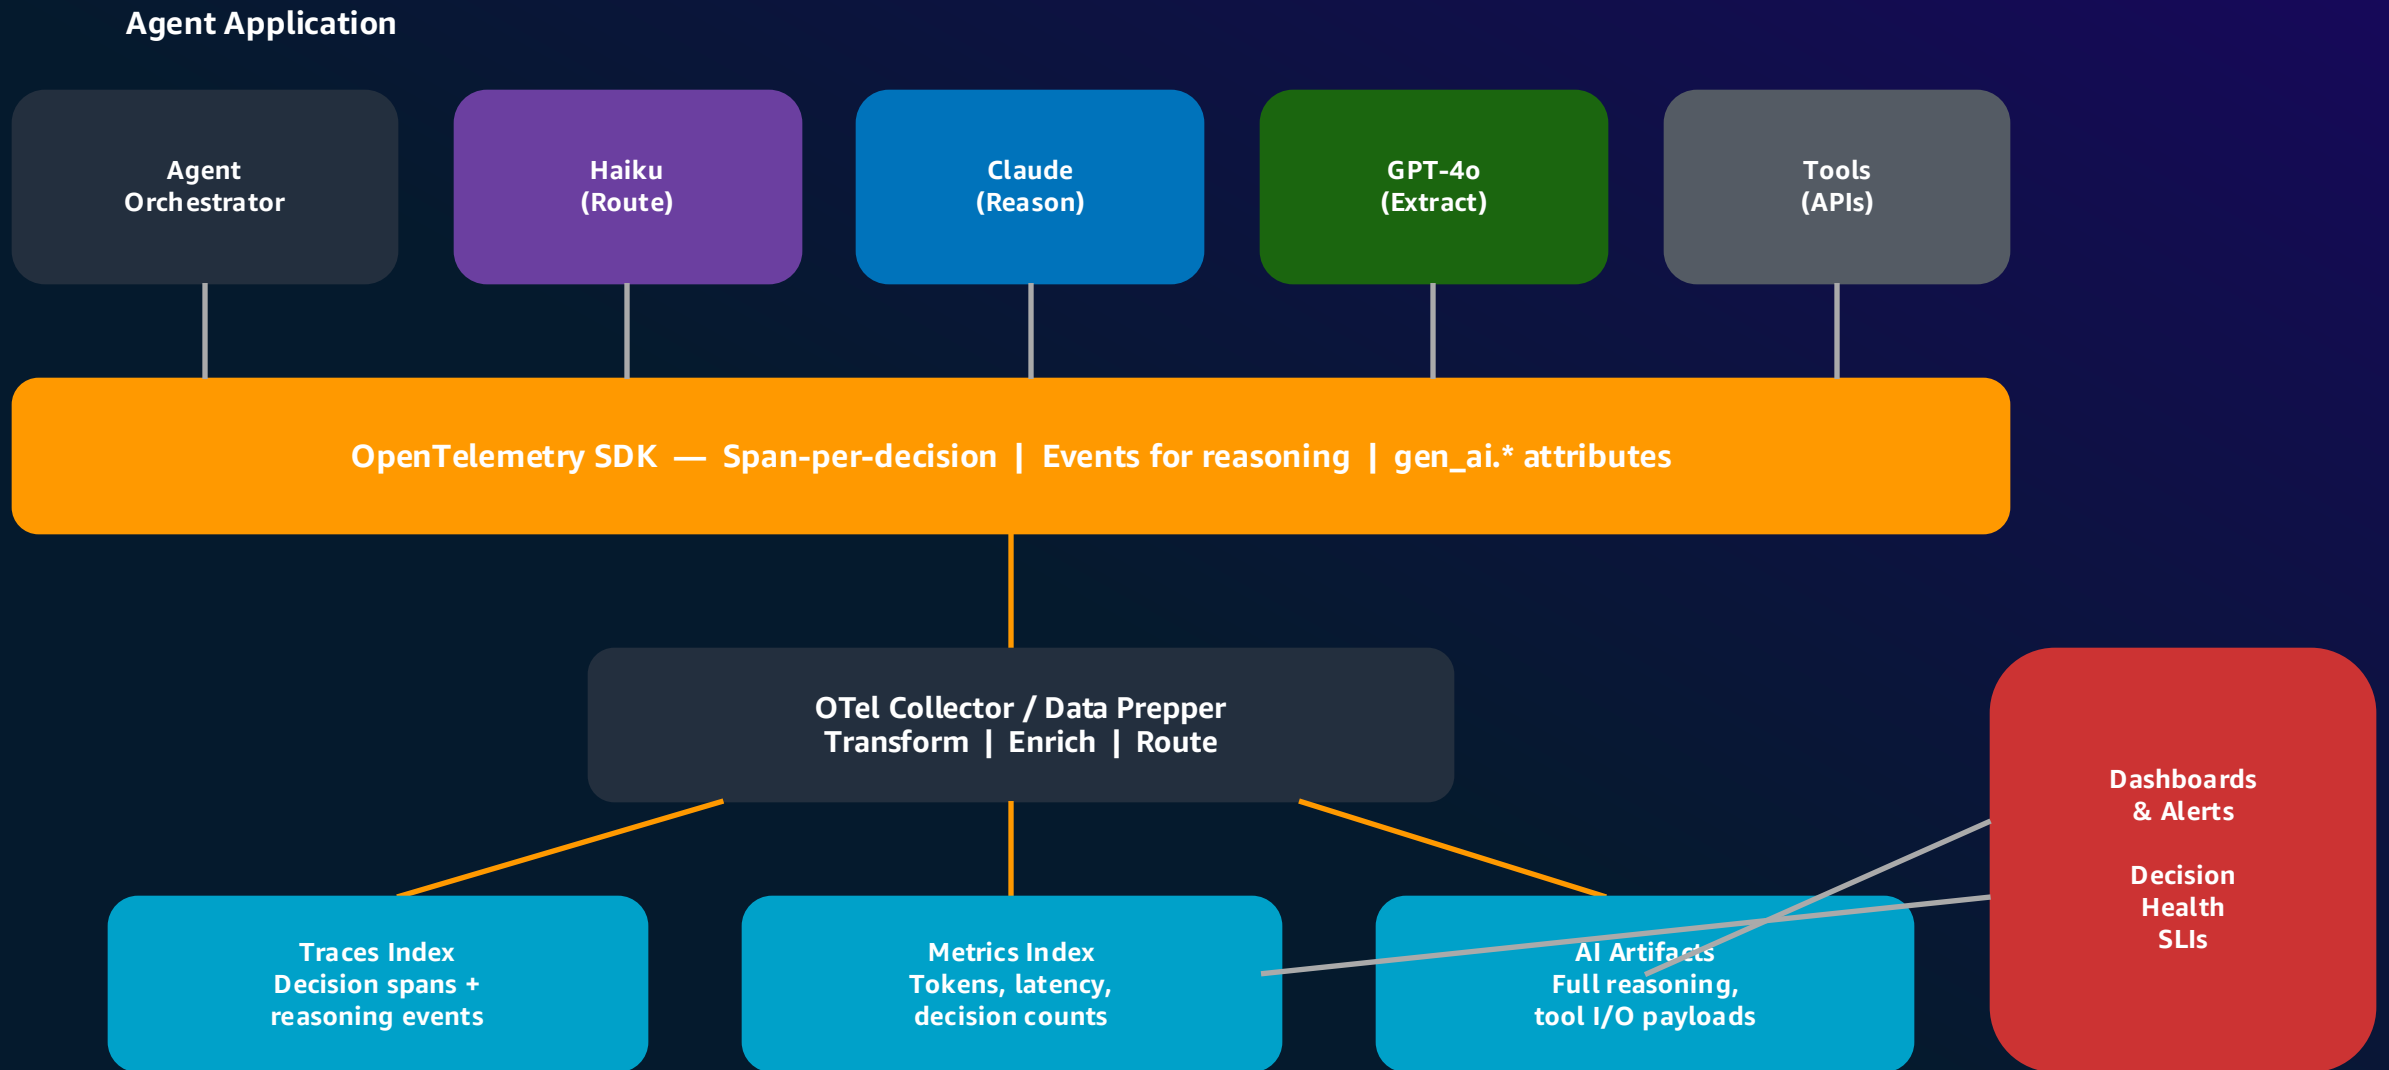 Agent Application
Agent
Orchestrator
Haiku
(Route)
Claude
(Reason)
GPT-4o
(Extract)
Tools
(APIs)
OpenTelemetry SDK — Span-per-decision | Events for reasoning | gen_ai.* attributes
OTel Collector / Data Prepper
Transform | Enrich | Route
Traces Index
Decision spans +
reasoning events
Metrics Index
Tokens, latency,
decision counts
AI Artifacts
Full reasoning,
tool I/O payloads
Dashboards
& Alerts
Decision
Health
SLIs